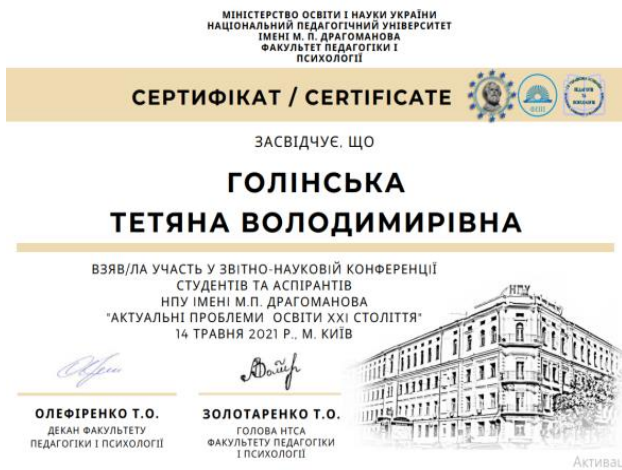 МІНІСТЕРСТВО ОСВІТИ І НАУКИ УКРАЇНИ
НАЦІОНАЛЬНИЙ ПЕДАГОГІЧНИЙ УНІВЕРСИТЕТ
ІМЕНІ М. П. ДРАГОМАНОВА
ФАКУЛЬТЕТ ПЕДАГОГІКИ І
ПСИХОЛОГІЇ
СЕРТИФІКАТ / CERTIFICATE
ЗАСВІДЧУЄ, ЩО
ГОЛІНСЬКА
ТЕТЯНА ВОЛОДИМИРІВНА
ВЗЯВ/ЛА УЧАСТЬ У ЗВІТНО-НАУКОВІЙ КОНФЕРЕНЦІЇ
СТУДЕНТІВ ТА АСПІРАНТІВ
НПУ ІМЕНІ М.П. ДРАГОМАНОВА
"АКТУАЛЬНІ ПРОБЛЕМИ ОСВІТИ ХХІ СТОЛІТТЯ"
14 ТРАВНЯ 2021 Р., М. КИЇВ
НПУ
ОЛЕФІРЕНКО Т.О.
ДЕКАН ФАКУЛЬТЕТУ
ПЕДАГОГІКИ І ПСИХОЛОГІЇ
ЗОЛОТАРЕНКО Т.О.
ГОЛОВА НТСА
ФАКУЛЬТЕТУ ПЕДАГОГІКИ
І ПСИХОЛОГІЇ